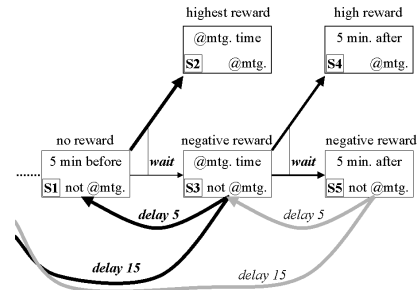 highest reward
high reward
@mtg. time
S2 @mtg.
5 min. after
S4 @mtg.
no reward
negative reward
negative reward
5 min before
S1 not @mtg.
wait
@mtg. time
S3 not @mtg.
wait
5 min. after
S5 not @mtg.
delay 5
delay 5
delay 15
delay 15